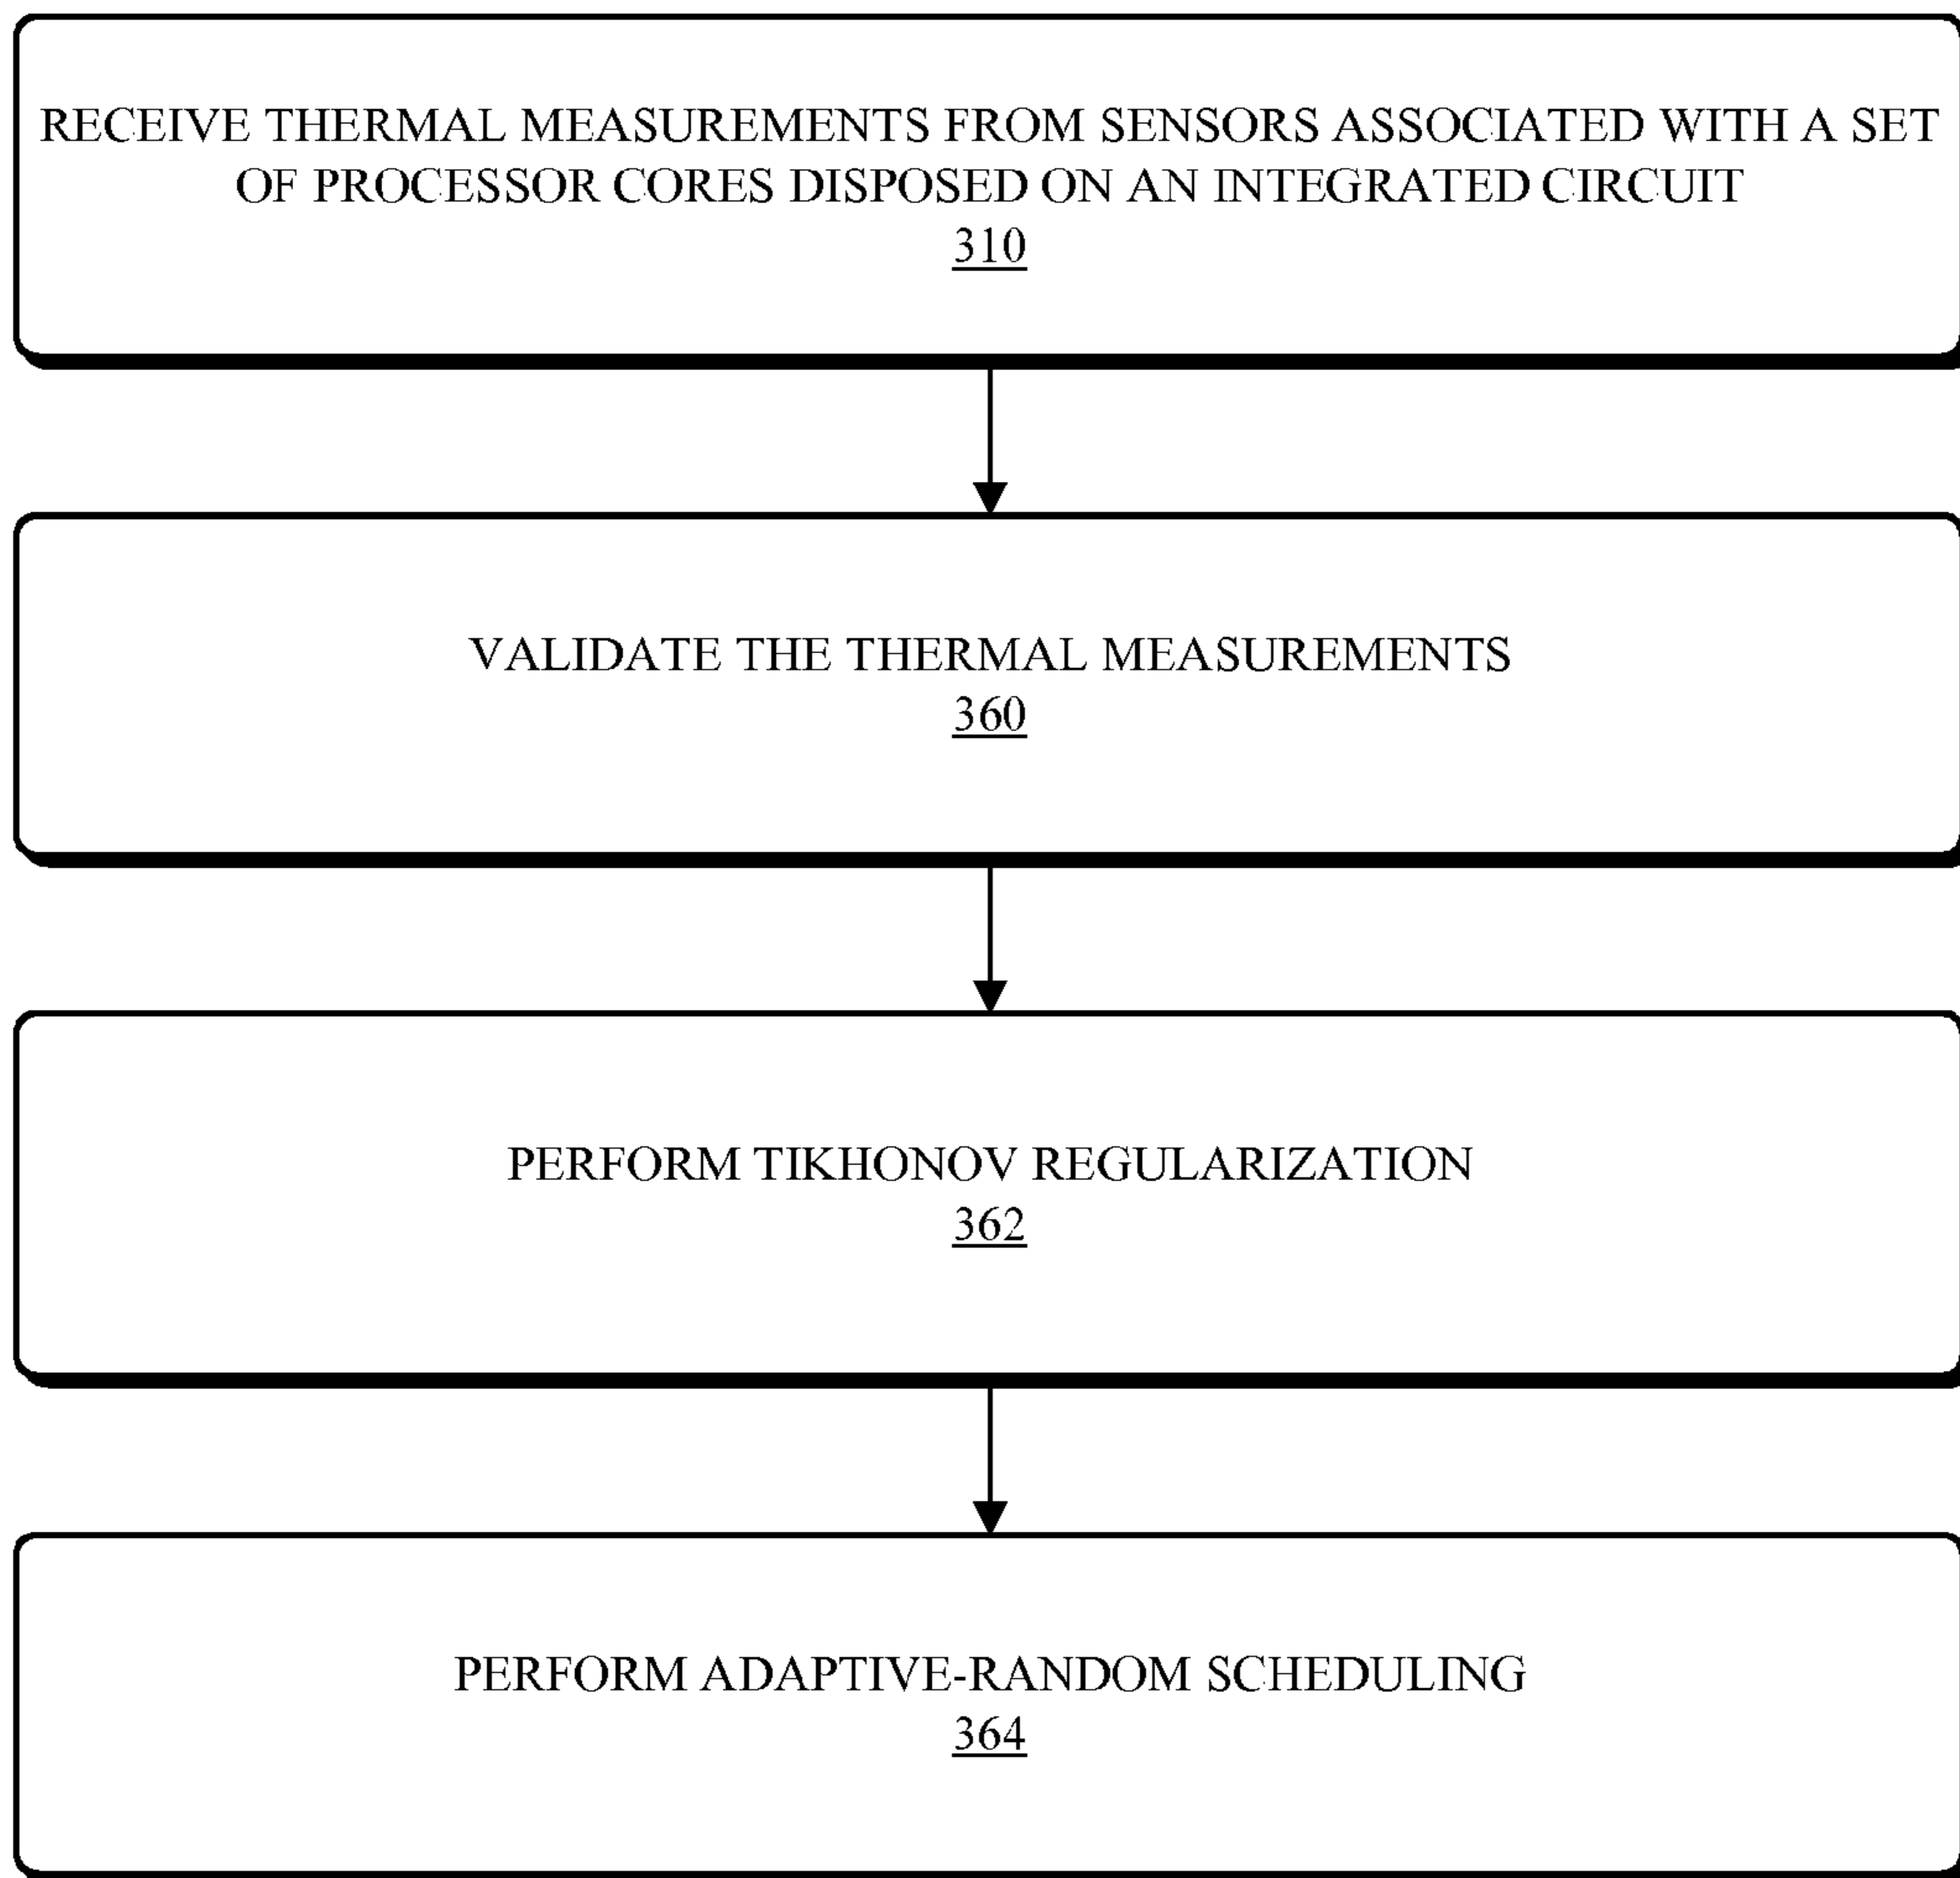 RECEIVE THERMAL MEASUREMENTS FROM SENSORS ASSOCIATED WITH A SET
OF PROCESSOR CORES DISPOSED ON AN INTEGRATED CIRCUIT
310
VALIDATE THE THERMAL MEASUREMENTS
360
PERFORM TIKHONOV REGULARIZATION
362
PERFORM ADAPTIVE-RANDOM SCHEDULING
364